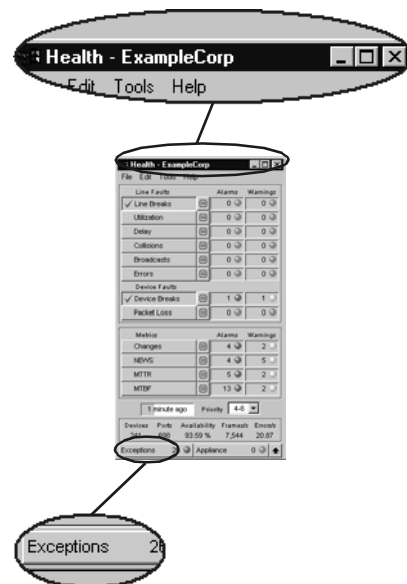 Health - ExampleCorp
Edit Tools Help
Health - ExampleCorp
File Edit Tools Help
Line Faults Alarms Warnings
Line Breaks 0 0
Utilization 0 0
Delay 0 0
Collisions 0 0
Broadcasts 0 0
Errors 0 0
Device Faults
Device Breaks 1 1
Packet Loss 0 0
Metrics Alarms Warnings
Changes 4 2
NEWS 4 5
MTTR 5 2
MTBF 13 2
1 minute ago Priority 4-6
Devices Ports Availability Frames/s Errors/s
698 93.59 % 7,544 20.87
Exceptions Appliance 0
Exceptions